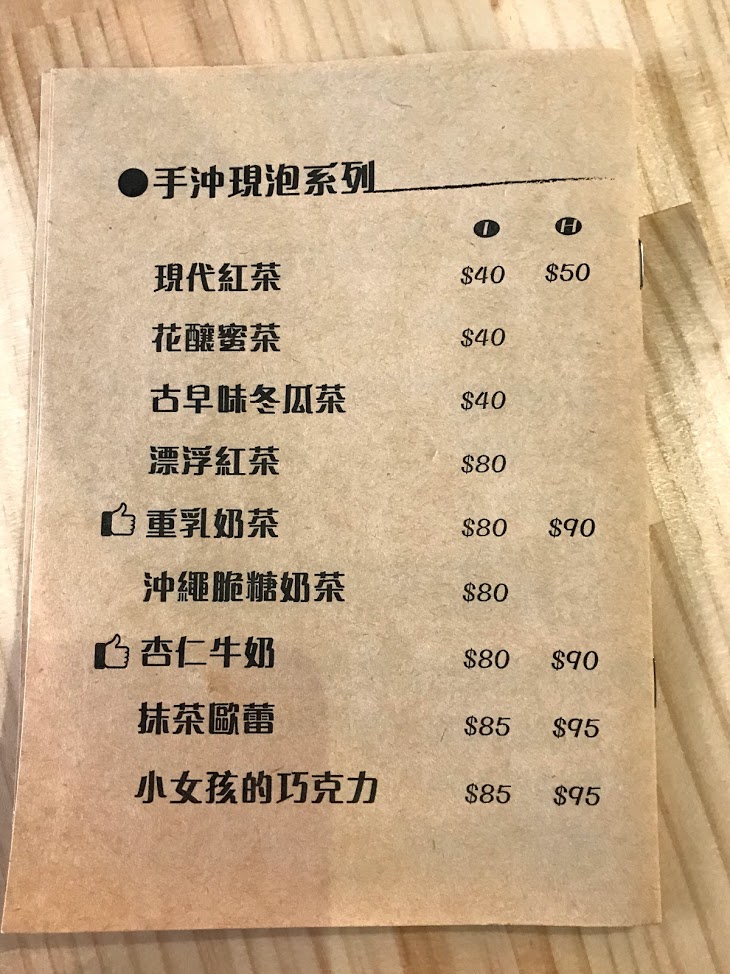 ●手沖現泡系列
I H
現代紅茶 $40 $50
花釀蜜茶 $40
古早味冬瓜茶 $40
漂浮紅茶 $80
重乳奶茶 $80 $90
沖繩脆糖奶茶 $80
杏仁牛奶 $80 $90
抹茶歐蕾 $85 $95
小女孩的巧克力 $85 $95